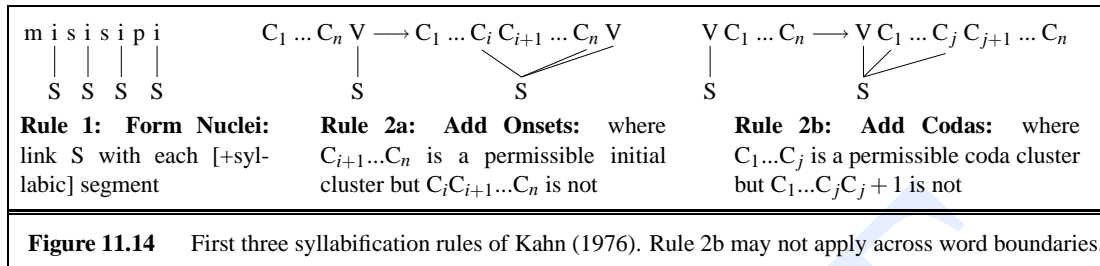 m i s i s i p i C₁ ... Cₙ V → C₁ ... Cᵢ Cᵢ₊₁ ... Cₙ V V C₁ ... Cₙ → V C₁ ... Cⱼ Cⱼ₊₁ ... Cₙ
S S S S S S S S
Rule 1: Form Nuclei:
link S with each [+syl-
labic] segment
Rule 2a: Add Onsets: where
Cᵢ₊₁...Cₙ is a permissible initial
cluster but CᵢCᵢ₊₁...Cₙ is not
Rule 2b: Add Codas: where
C₁...Cⱼ is a permissible coda cluster
but C₁...CⱼCⱼ + 1 is not
Figure 11.14 First three syllabification rules of Kahn (1976). Rule 2b may not apply across word boundaries.